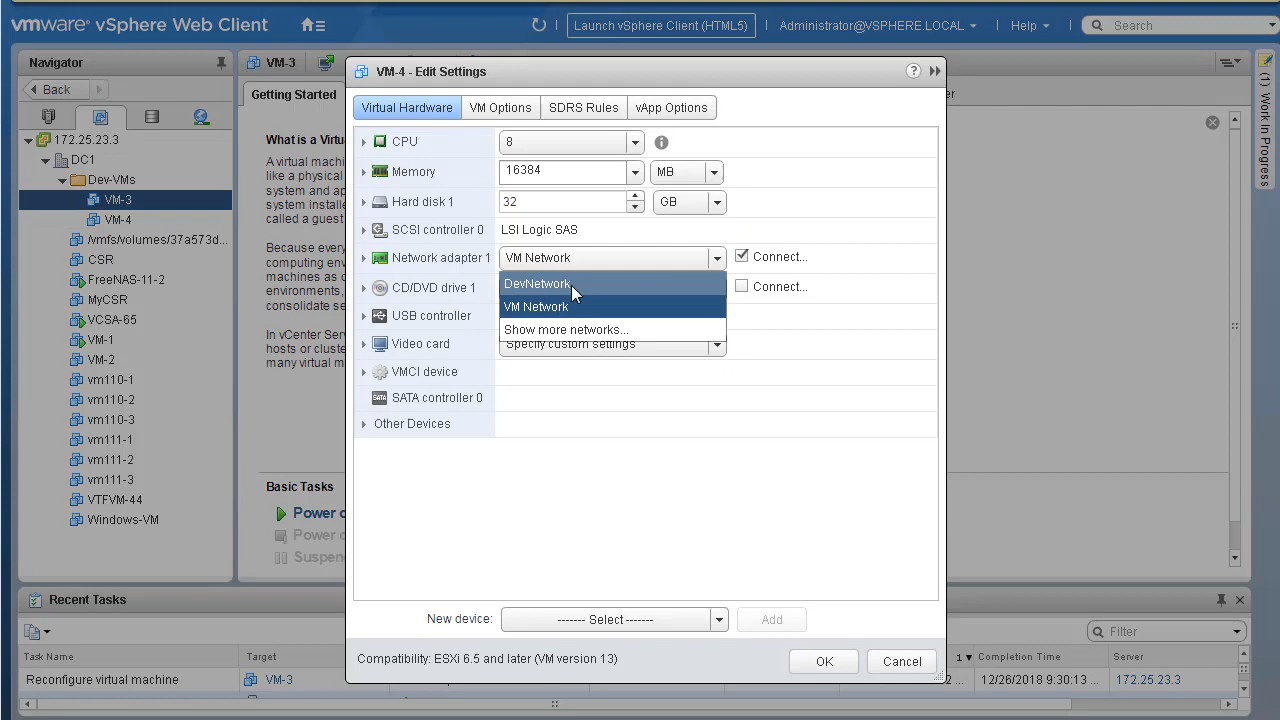 vmware® vSphere Web Client
Launch vSphere Client (HTML5)
Administrator@VSPHERE.LOCAL
Help
Search
Navigator
Back
172.25.23.3
DC1
Dev-VMs
VM-3
VM-4
/vmfs/volumes/37a573d...
CSR
FreeNAS-11-2
MyCSR
VCSA-65
VM-1
VM-2
vm110-1
vm110-2
vm110-3
vm111-1
vm111-2
vm111-3
VTFVM-44
Windows-VM
VM-3
Getting Started
What is a Virtu
A virtual machin
like a physical
system and ap
system installe
called a guest
Because every
computing env
machines as d
environments,
consolidate se
In vCenter Serv
hosts or cluste
many virtual m
Basic Tasks
Power o
Power o
Suspen
VM-4 - Edit Settings
Virtual Hardware
VM Options
SDRS Rules
vApp Options
CPU
8
Memory
16384
MB
Hard disk 1
32
GB
SCSI controller 0
LSI Logic SAS
Network adapter 1
VM Network
Connect...
DevNetwork
VM Network
Show more networks...
CD/DVD drive 1
Connect...
USB controller
Video card
Specify custom settings
VMCI device
SATA controller 0
SATA
Other Devices
New device:
------- Select -------
Add
Compatibility: ESXi 6.5 and later (VM version 13)
OK
Cancel
(1) Work In Progress
Recent Tasks
Filter
Task Name
Target
1
Completion Time
Server
Reconfigure virtual machine
VM-3
12/26/2018 9:30:13 ...
172.25.23.3